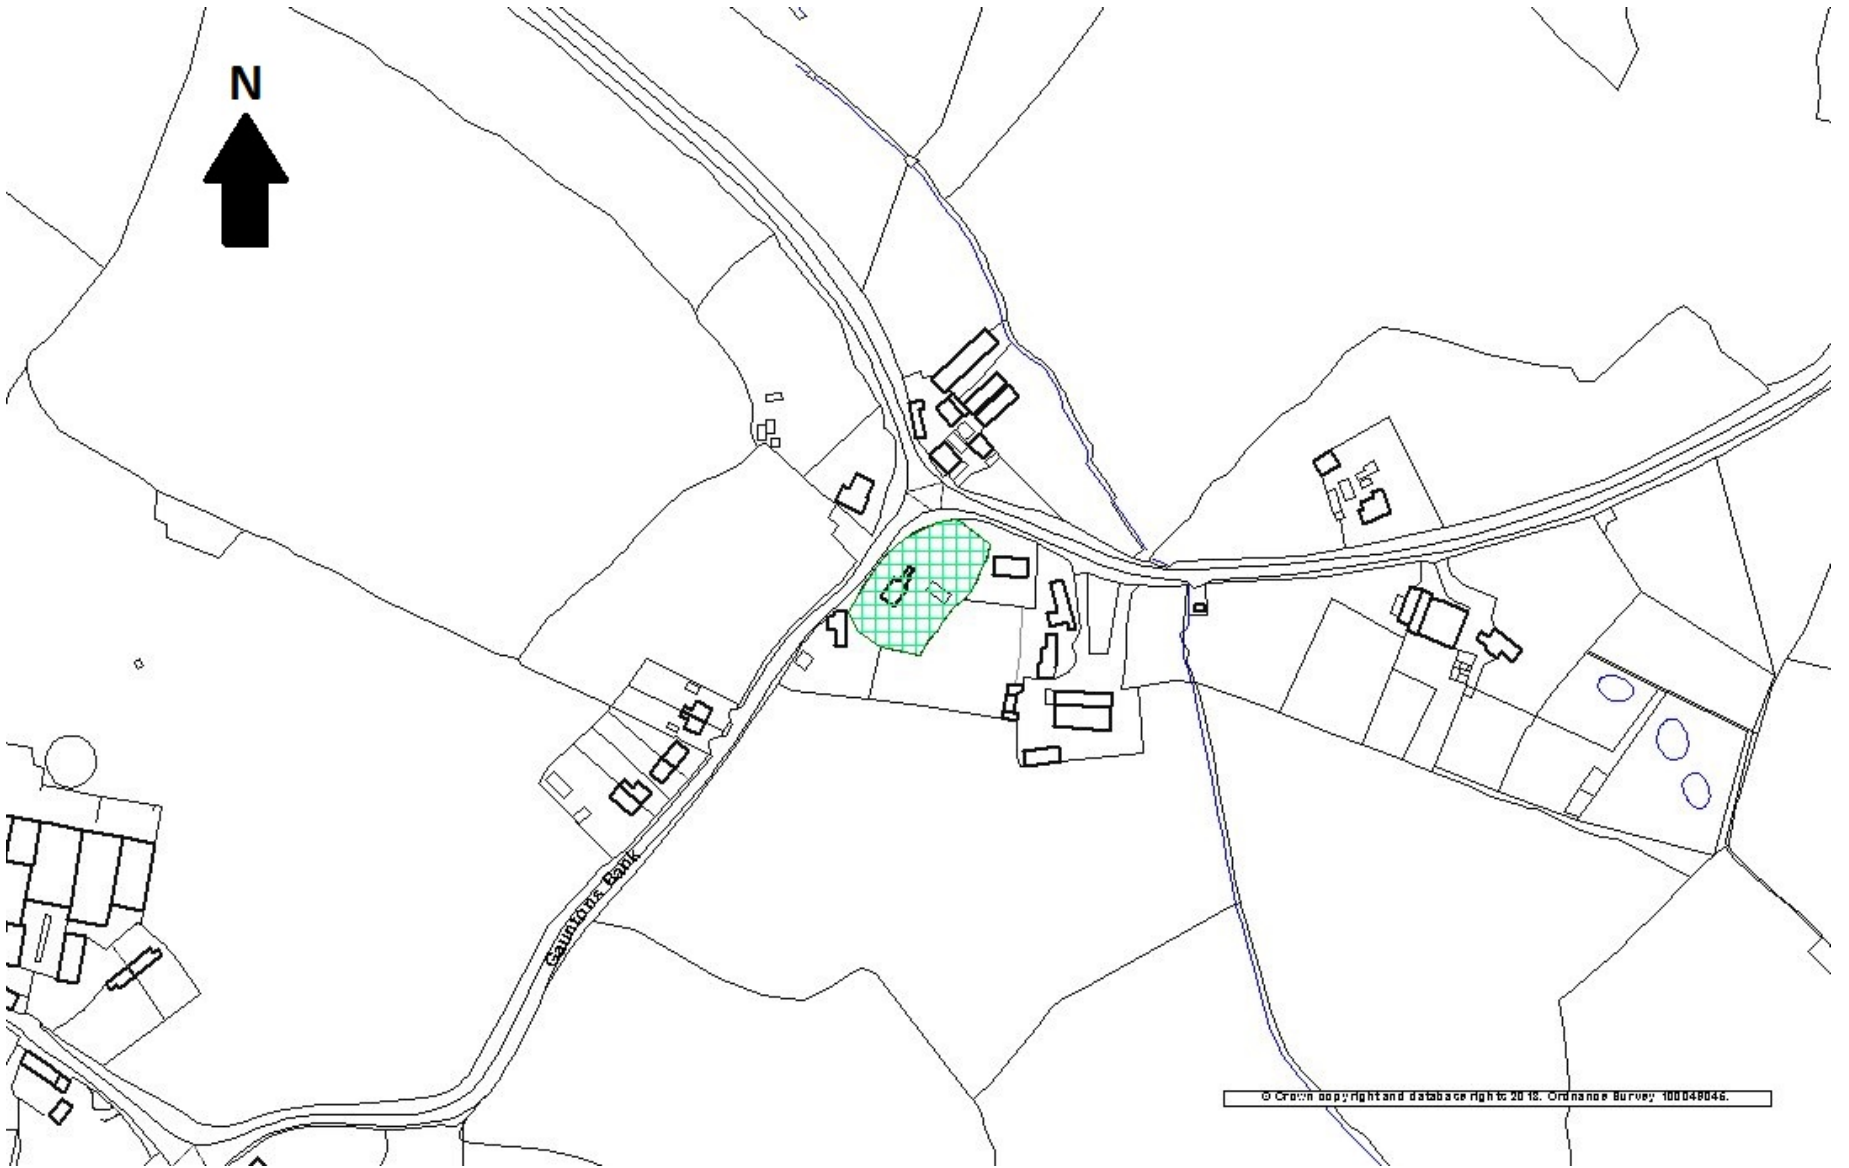 N
Gauntons Bank
© Crown copyright and database rights 2018. Ordnance Survey 100049046.